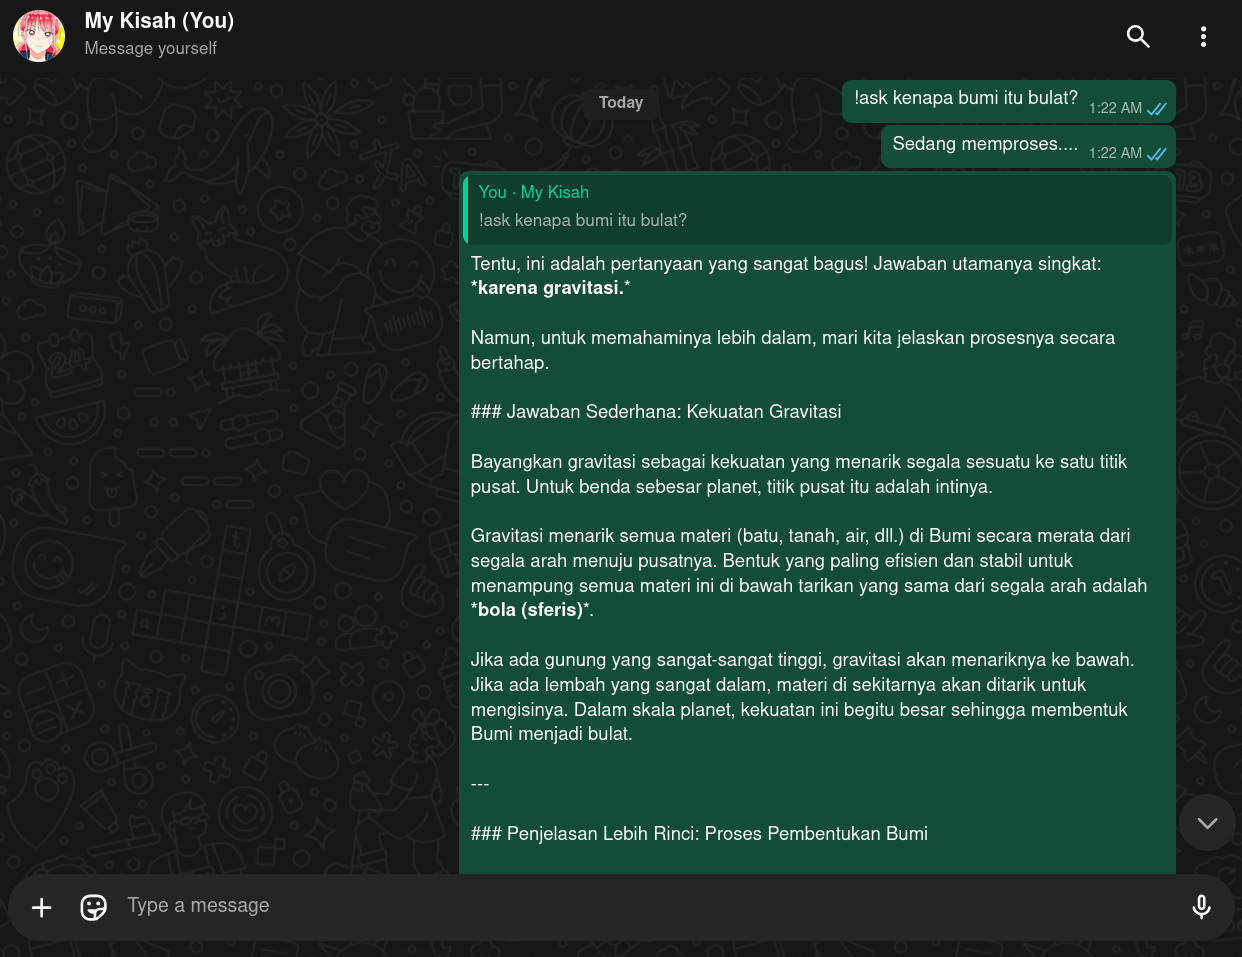 My Kisah (You)
Message yourself
Today
!ask kenapa bumi itu bulat? 1:22 AM
Sedang memproses.... 1:22 AM
You · My Kisah
!ask kenapa bumi itu bulat?
Tentu, ini adalah pertanyaan yang sangat bagus! Jawaban utamanya singkat:
*karena gravitasi.*
Namun, untuk memahaminya lebih dalam, mari kita jelaskan prosesnya secara
bertahap.
### Jawaban Sederhana: Kekuatan Gravitasi
Bayangkan gravitasi sebagai kekuatan yang menarik segala sesuatu ke satu titik
pusat. Untuk benda sebesar planet, titik pusat itu adalah intinya.
Gravitasi menarik semua materi (batu, tanah, air, dll.) di Bumi secara merata dari
segala arah menuju pusatnya. Bentuk yang paling efisien dan stabil untuk
menampung semua materi ini di bawah tarikan yang sama dari segala arah adalah
*bola (sferis)*.
Jika ada gunung yang sangat-sangat tinggi, gravitasi akan menariknya ke bawah.
Jika ada lembah yang sangat dalam, materi di sekitarnya akan ditarik untuk
mengisinya. Dalam skala planet, kekuatan ini begitu besar sehingga membentuk
Bumi menjadi bulat.
---
### Penjelasan Lebih Rinci: Proses Pembentukan Bumi
Type a message